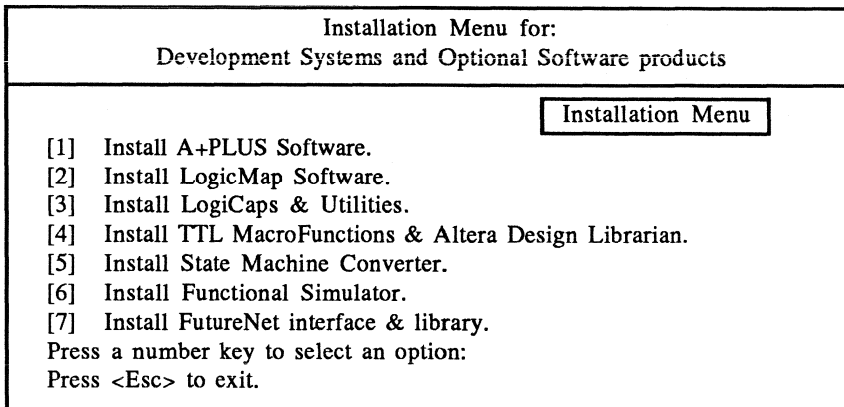 Installation Menu for:
Development Systems and Optional Software products
Installation Menu
[1] Install A+PLUS Software.
[2] Install LogicMap Software.
[3] Install LogiCaps & Utilities.
[4] Install TTL MacroFunctions & Altera Design Librarian.
[5] Install State Machine Converter.
[6] Install Functional Simulator.
[7] Install FutureNet interface & library.
Press a number key to select an option:
Press <Esc> to exit.